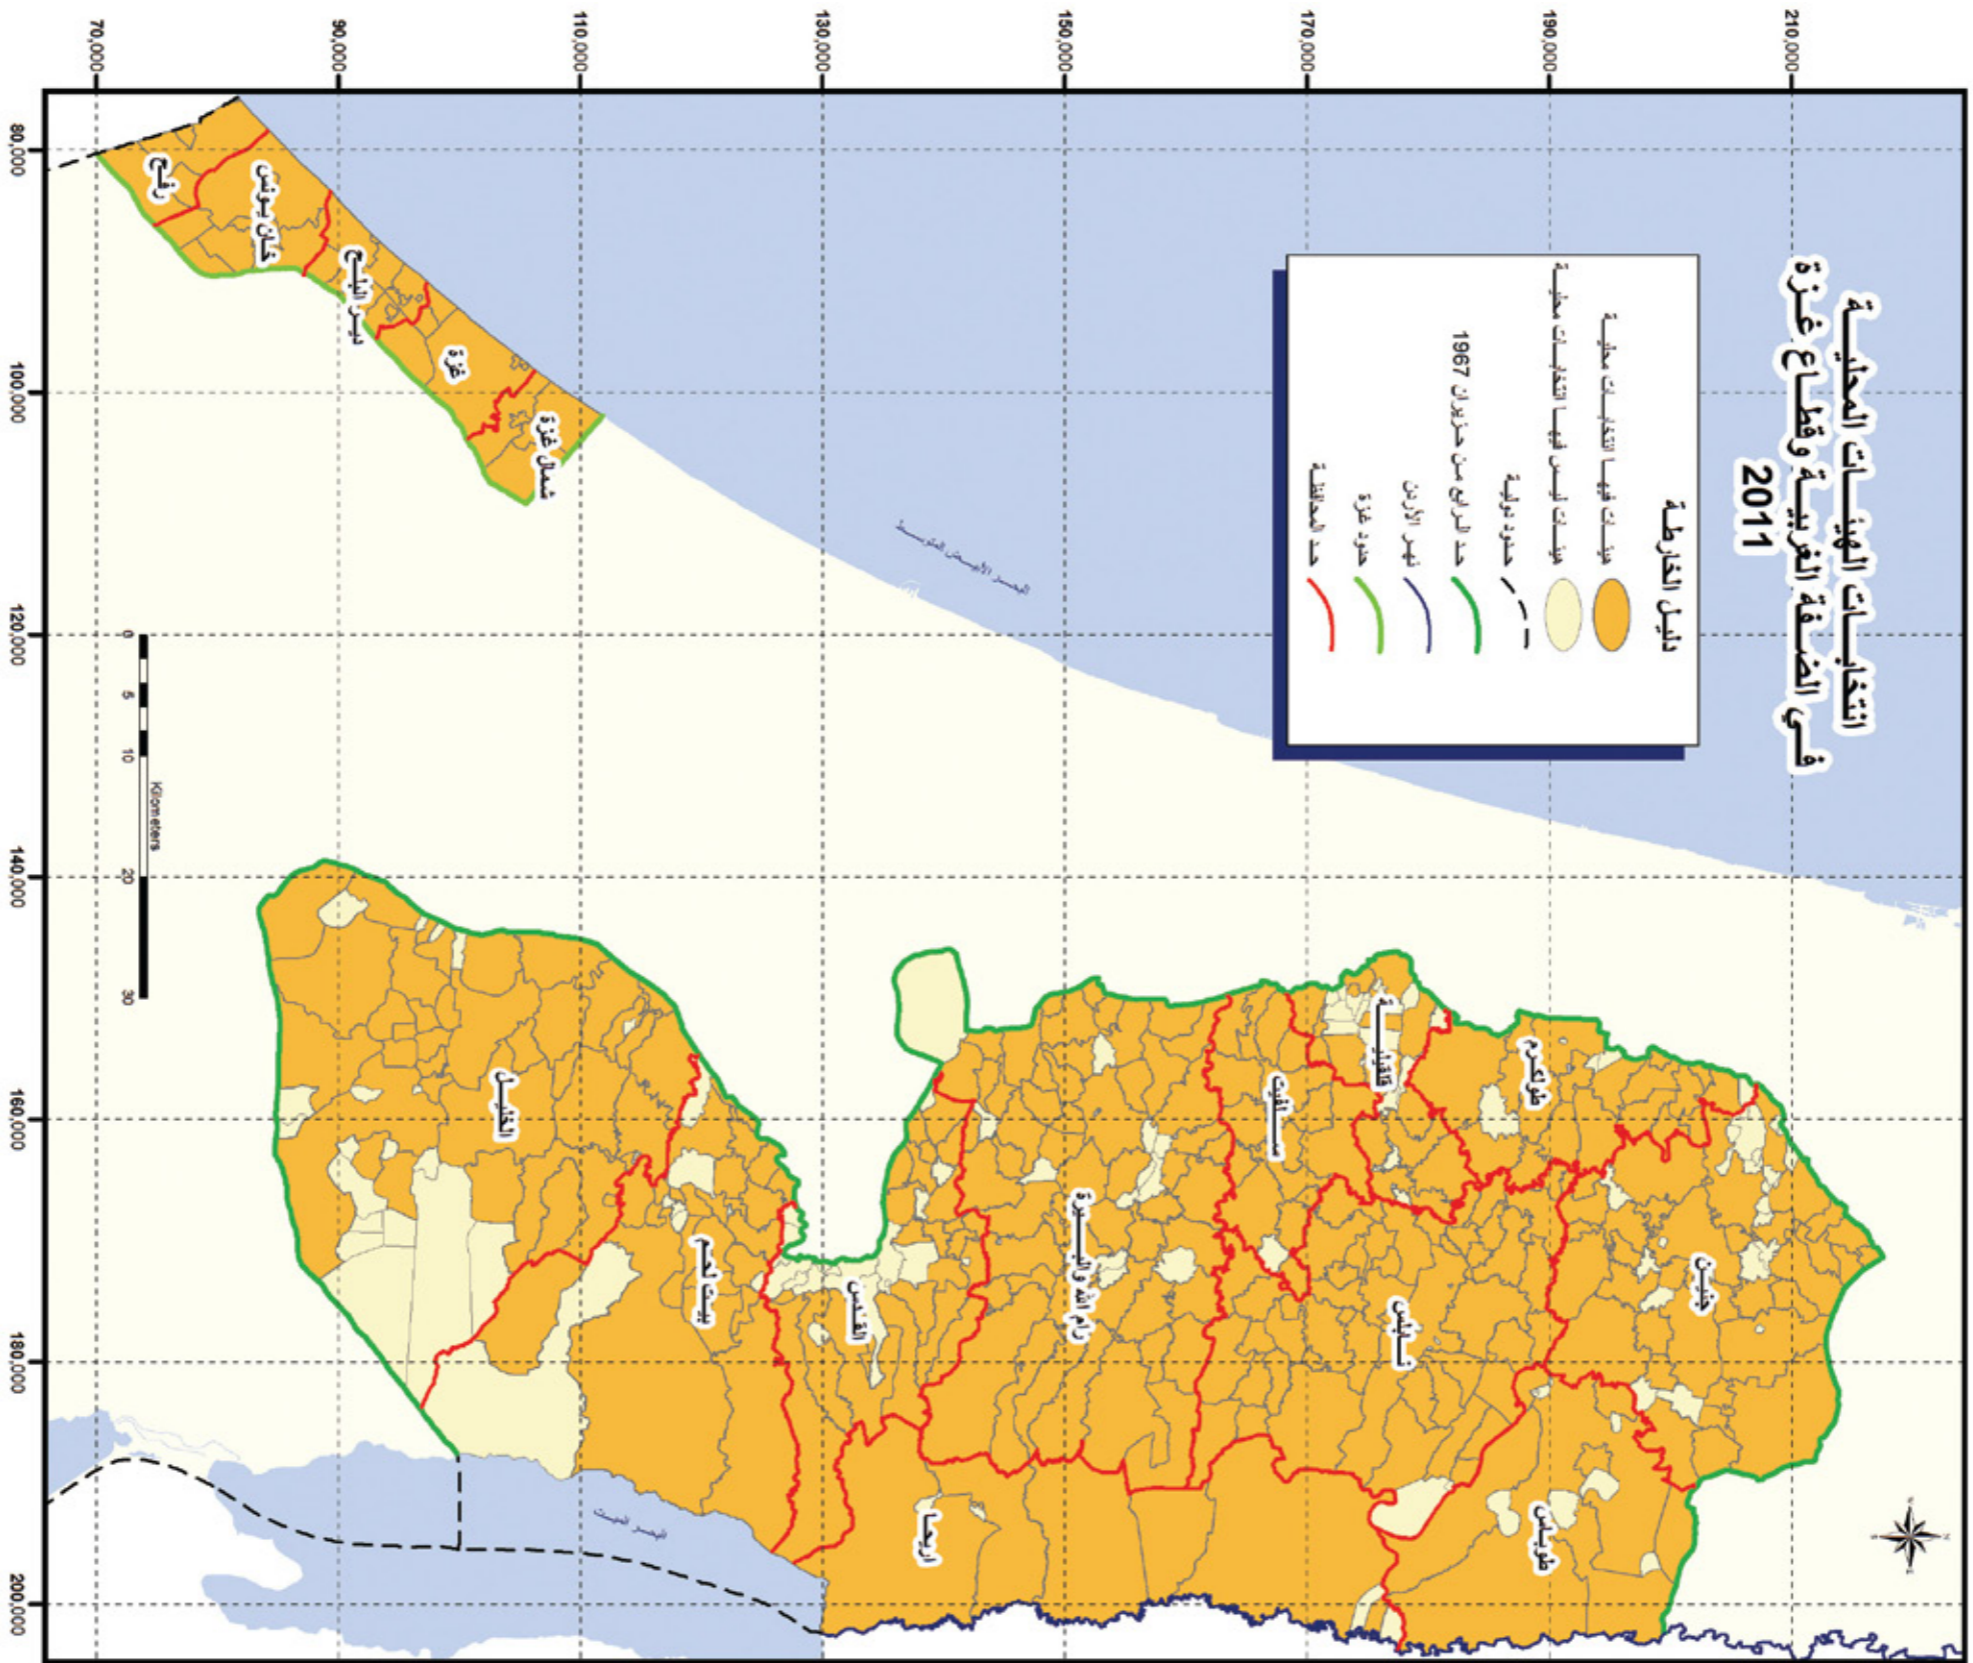 انتخابات الهيئات المحلية
في الضفة الغربية وقطاع غزة
2011
دليل الخارطة
هيئات فيها انتخابات محلية
هيئات ليس فيها انتخابات محلية
حدود دولية
حد الرابع من حزيران 1967
نهر الأردن
حدود غزة
حد المحافظة
البحر الأبيض المتوسط
جنين
طولكرم
طوباس
قلقيلية
نابلس
سلفيت
رام الله والبيرة
القدس
اريحا
بيت لحم
الخليل
البحر الميت
شمال غزة
غزة
دير البلح
خان يونس
رفح
70,000
90,000
110,000
130,000
150,000
170,000
190,000
210,000
80,000
100,000
120,000
140,000
160,000
180,000
200,000
0 5 10 20 30
Kilometers